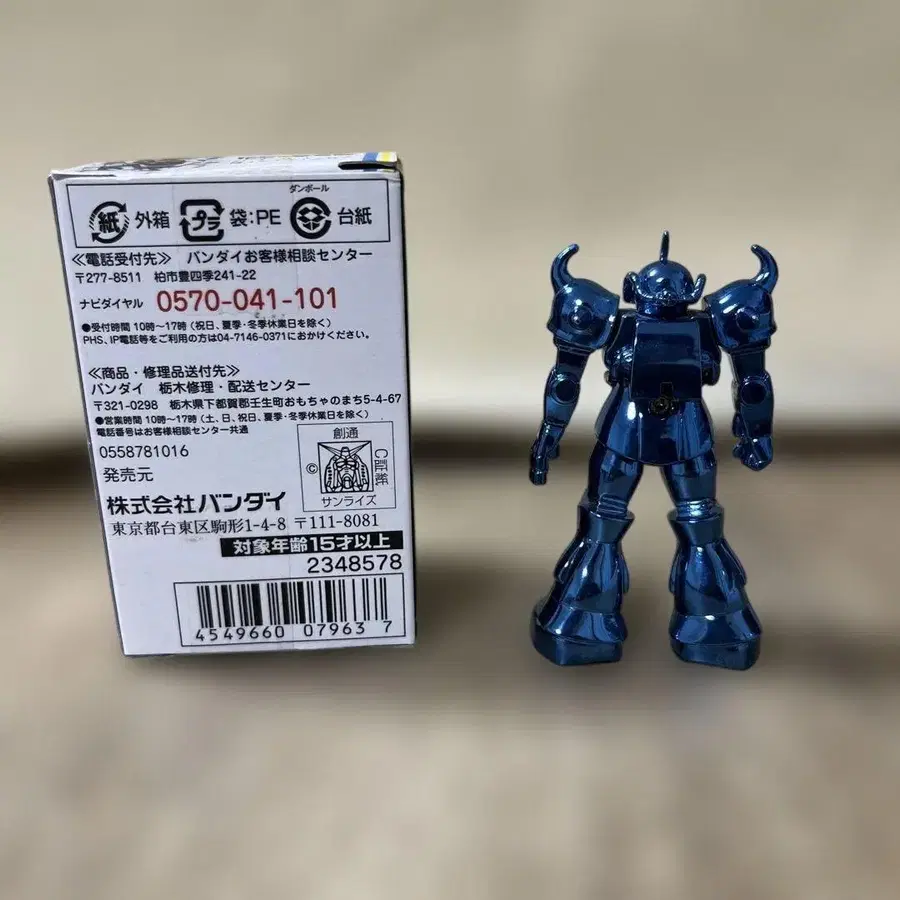 紙 外箱 プラ 袋:PE ダンボール 台紙
≪電話受付先≫ バンダイお客様相談センター
〒277-8511 柏市豊四季241-22
ナビダイヤル 0570-041-101
●受付時間 10時～17時 (祝日、夏季・冬季休業日を除く)
PHS、IP電話等をご利用の方は04-7146-0371におかけください。
≪商品・修理品送付先≫
バンダイ 栃木修理・配送センター
〒321-0298 栃木県下都賀郡壬生町おもちゃのまち5-4-67
●営業時間 10時～17時 (土、日、祝日、夏季・冬季休業日を除く)
電話番号はお客様相談センター共通
0558781016
発売元
株式会社バンダイ
創通
© C証紙
サンライズ
東京都台東区駒形1-4-8 〒111-8081
対象年齢15才以上
2348578
4549660 07963 7